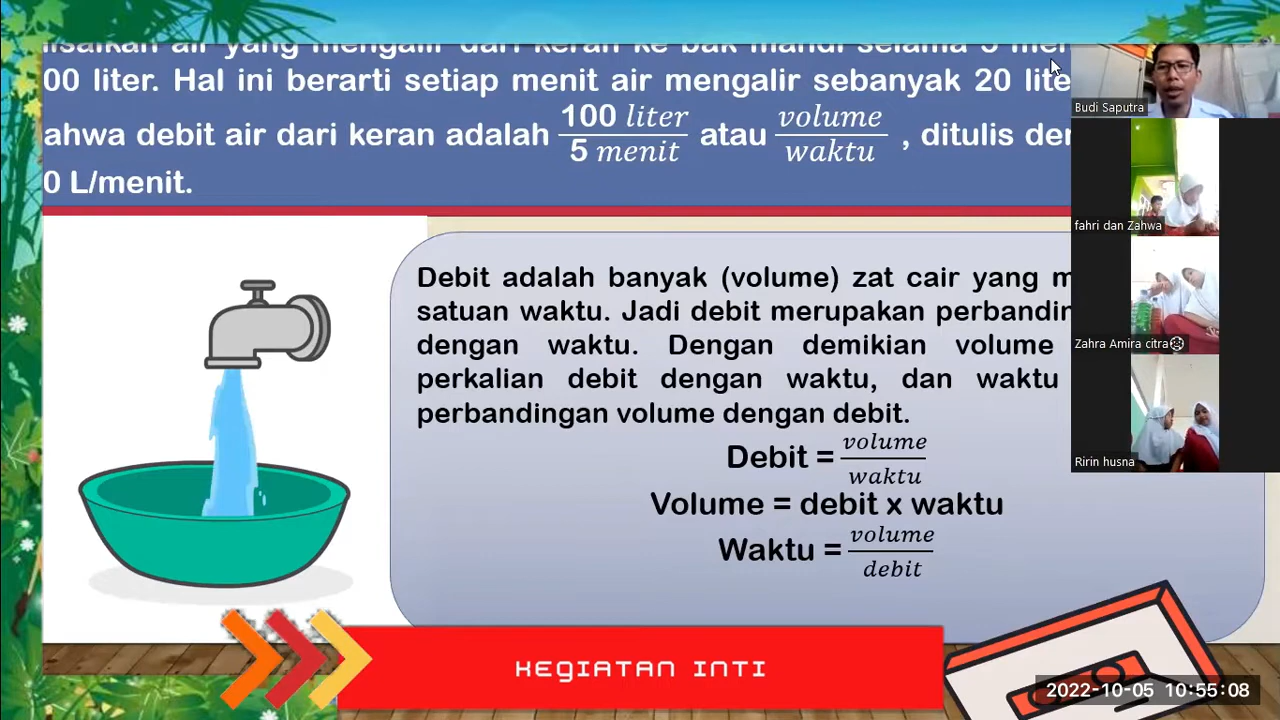 00 liter. Hal ini berarti setiap menit air mengalir sebanyak 20 lite
ahwa debit air dari keran adalah 100 liter / 5 menit atau volume / waktu , ditulis den
0 L/menit.
Debit adalah banyak (volume) zat cair yang m
satuan waktu. Jadi debit merupakan perbandin
dengan waktu. Dengan demikian volume
perkalian debit dengan waktu, dan waktu
perbandingan volume dengan debit.
Debit = volume / waktu
Volume = debit x waktu
Waktu = volume / debit
KEGIATAN INTI
Budi Saputra
fahri dan Zahwa
Zahra Amira citra
Ririn husna
2022-10-05 10:55:08